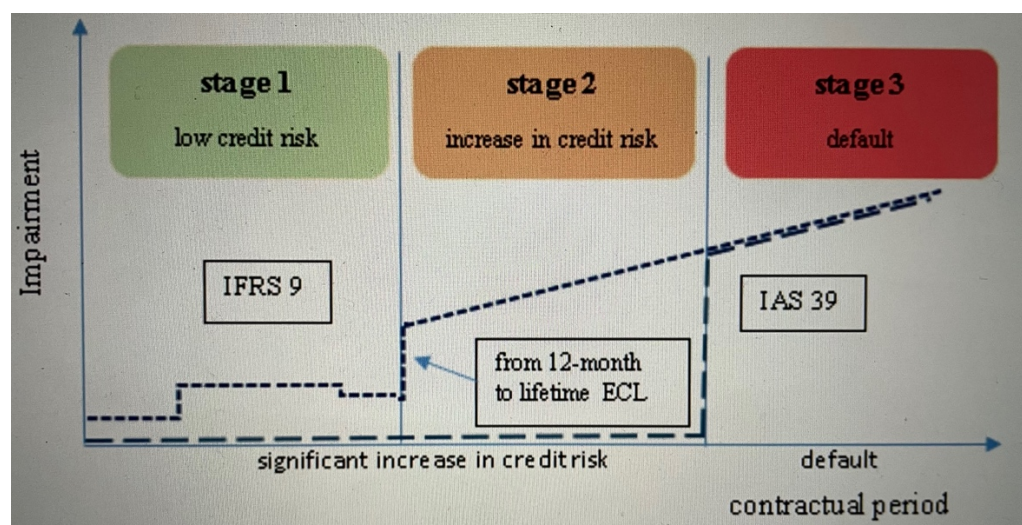 stage 1
low credit risk
stage 2
increase in credit risk
stage 3
default
Impairment
IFRS 9
IAS 39
from 12-month
to lifetime ECL
significant increase in credit risk
default
contractual period